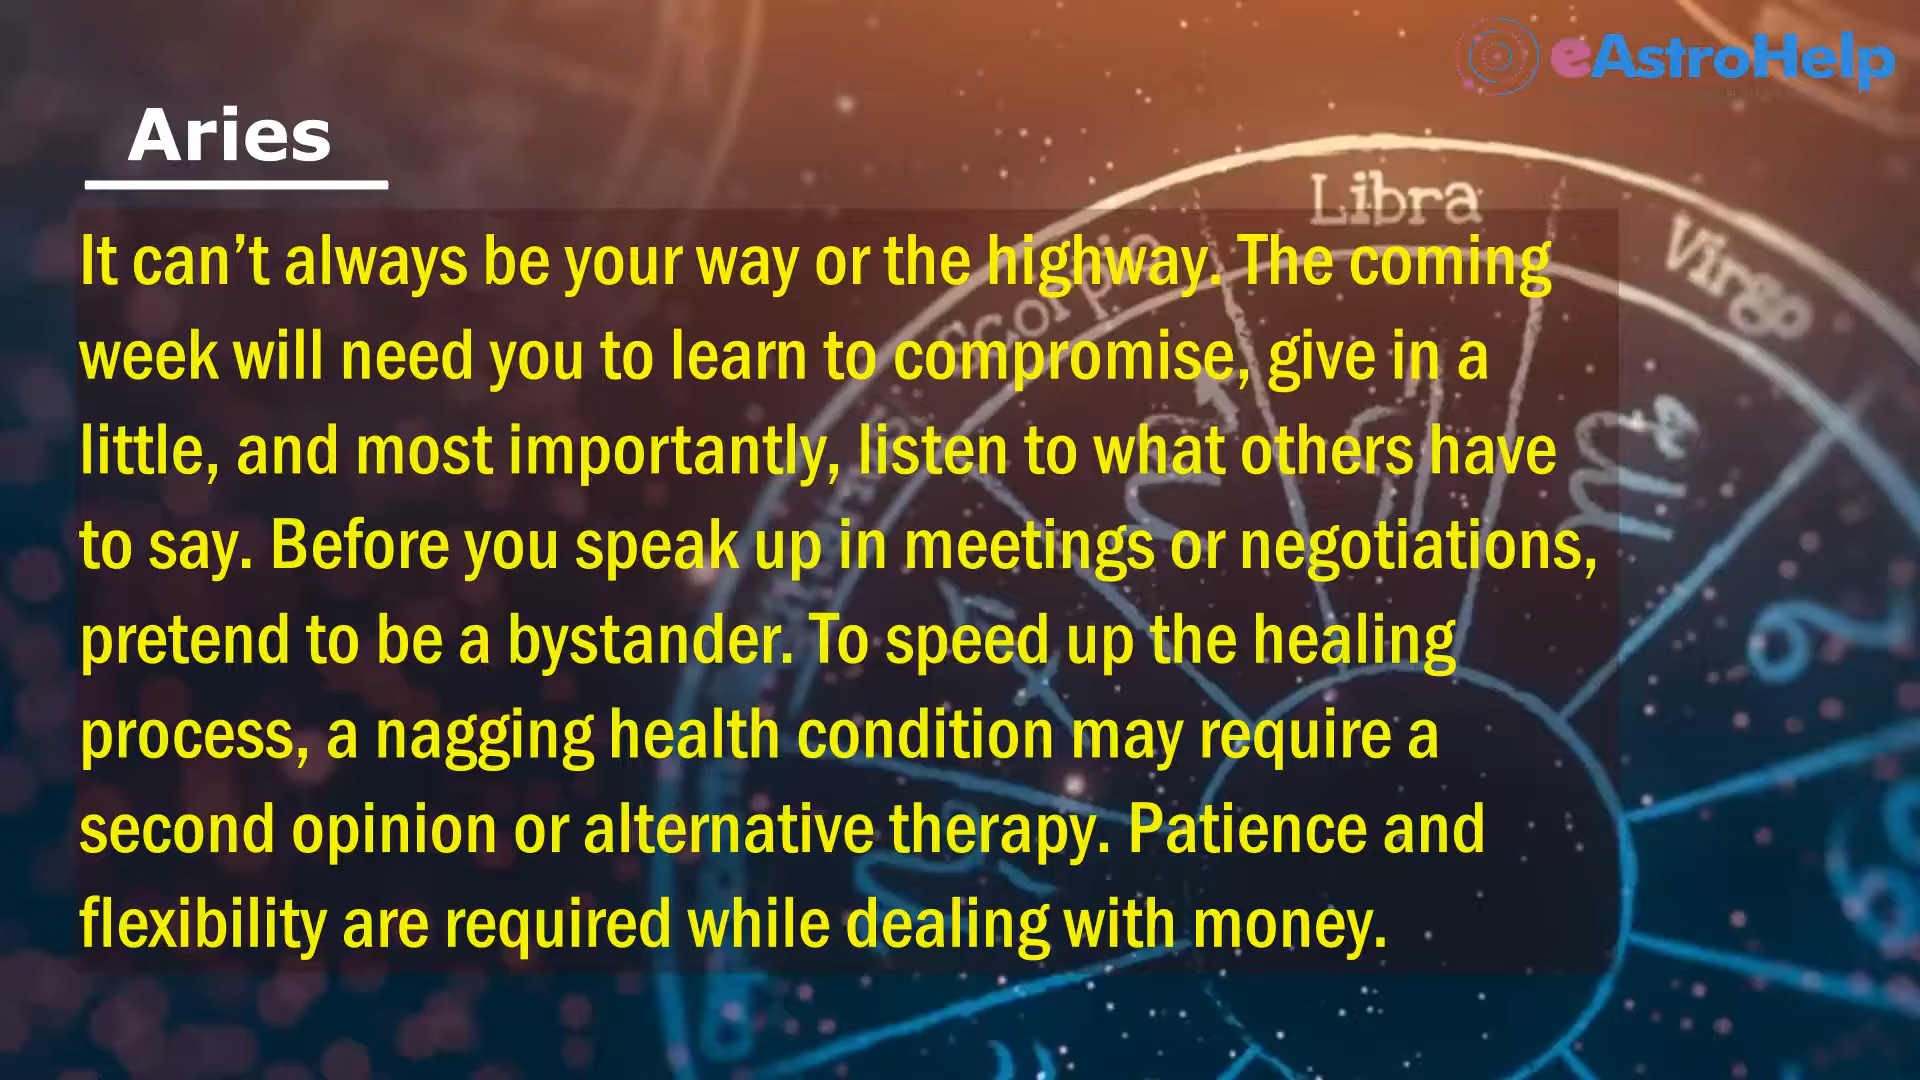 eAstroHelp
Aries
Libra
Virgo
Scorpio
It can’t always be your way or the highway. The coming
week will need you to learn to compromise, give in a
little, and most importantly, listen to what others have
to say. Before you speak up in meetings or negotiations,
pretend to be a bystander. To speed up the healing
process, a nagging health condition may require a
second opinion or alternative therapy. Patience and
flexibility are required while dealing with money.